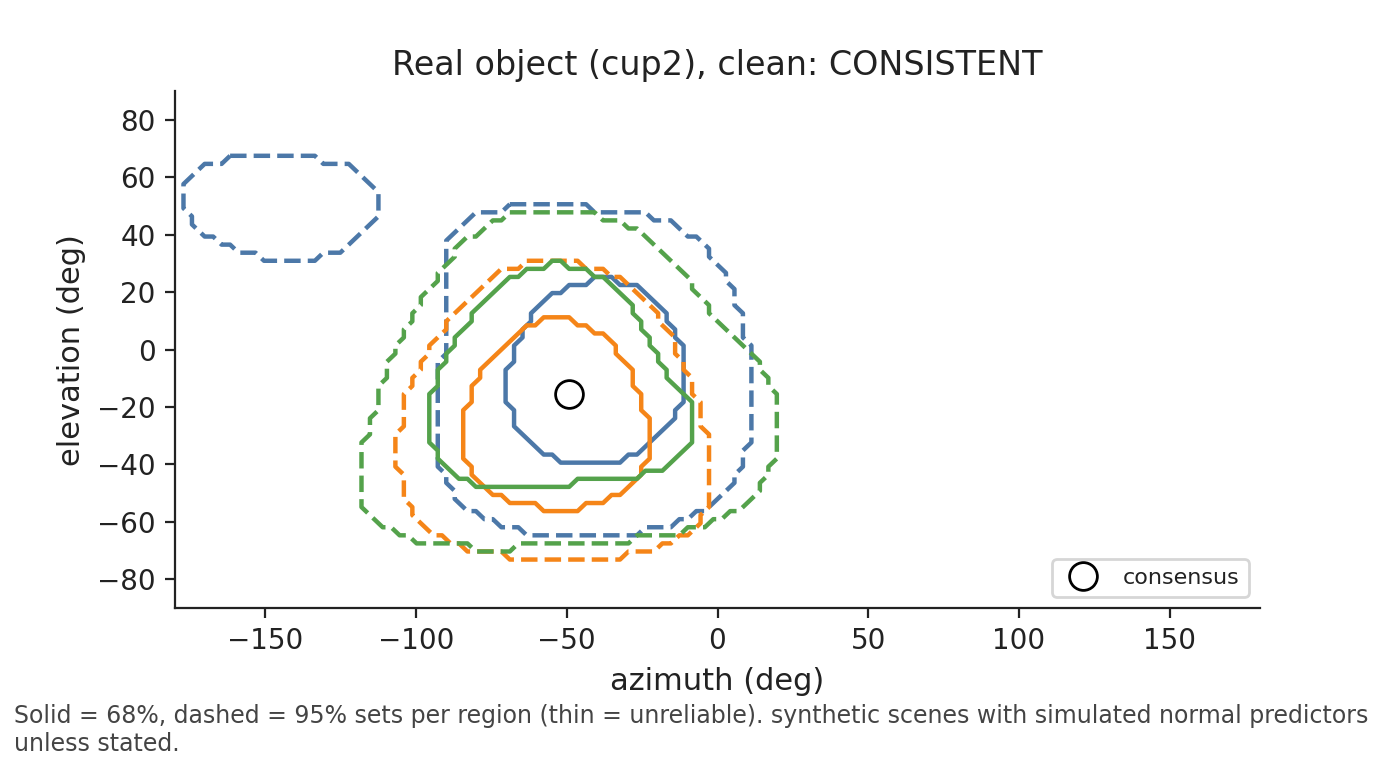 Real object (cup2), clean: CONSISTENT
80
60
40
20
0
−20
−40
−60
−80
elevation (deg)
−150
−100
−50
0
50
100
150
azimuth (deg)
consensus
Solid = 68%, dashed = 95% sets per region (thin = unreliable). synthetic scenes with simulated normal predictors
unless stated.